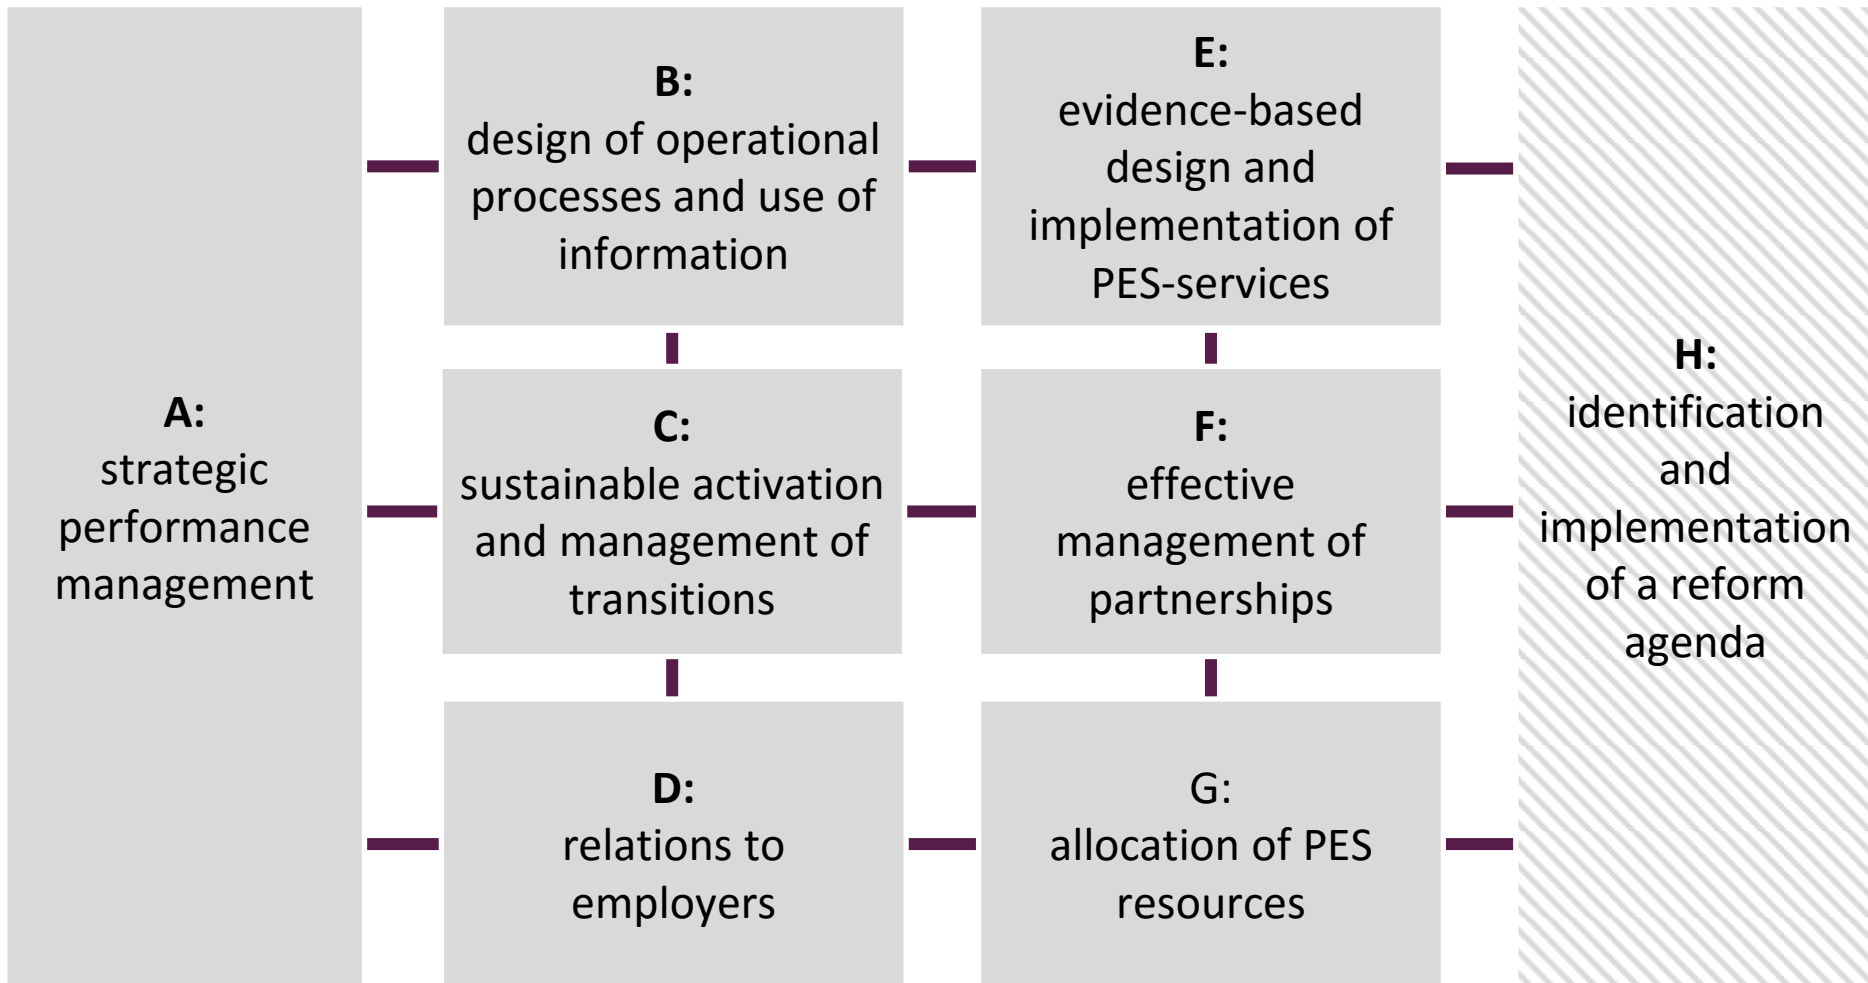 A:
strategic
performance
management
B:
design of operational
processes and use of
information
C:
sustainable activation
and management of
transitions
D:
relations to
employers
E:
evidence-based
design and
implementation of
PES-services
F:
effective
management of
partnerships
G:
allocation of PES
resources
H:
identification
and
implementation
of a reform
agenda